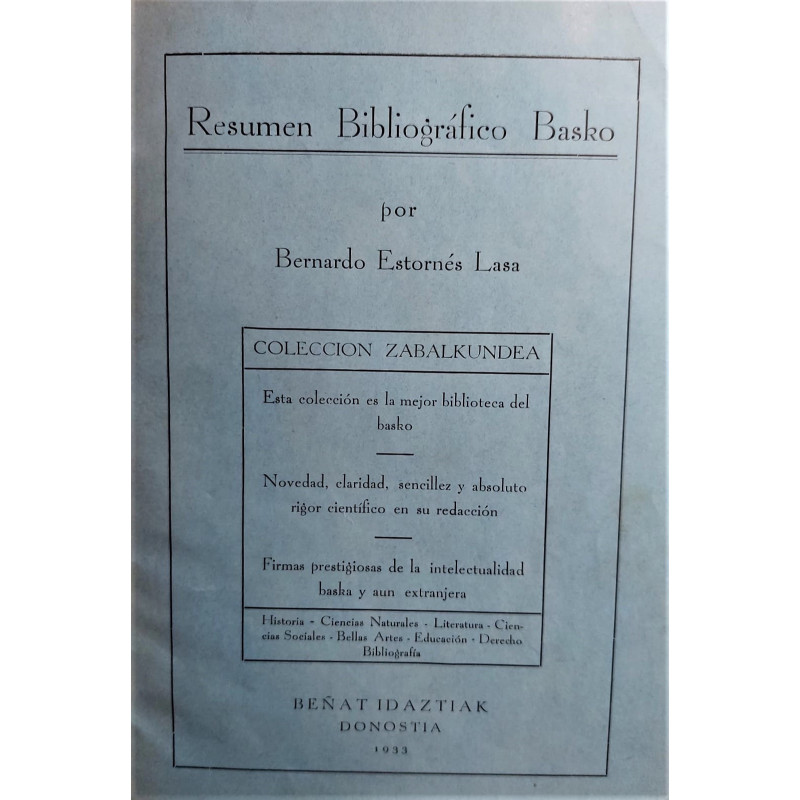 Resumen Bibliográfico Basko
por
Bernardo Estornés Lasa
COLECCION ZABALKUNDEA
Esta colección es la mejor biblioteca del
basko
Novedad, claridad, sencillez y absoluto
rigor científico en su redacción
Firmas prestigiosas de la intelectualidad
baska y aun extranjera
Historia - Ciencias Naturales - Literatura - Cien-
cias Sociales - Bellas Artes - Educación - Derecho
Bibliografía
BEÑAT IDAZTIAK
DONOSTIA
1933